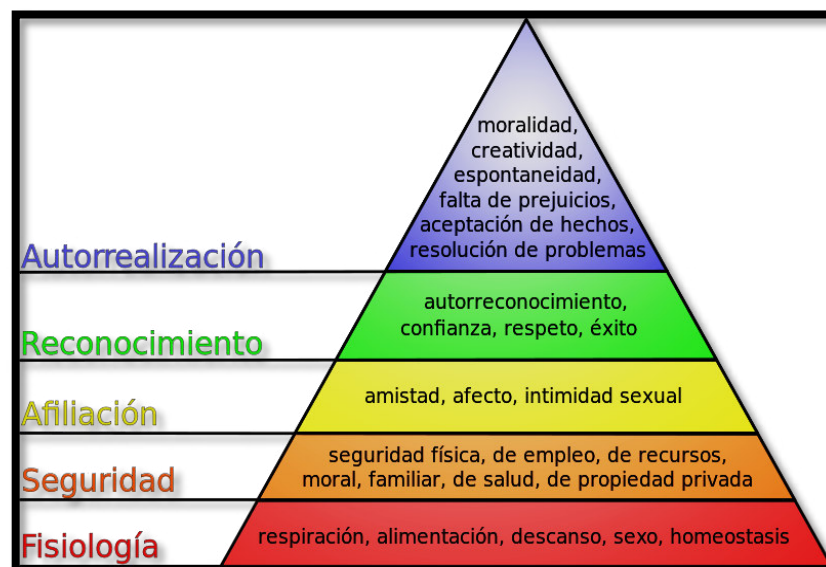 moralidad,
creatividad,
espontaneidad,
falta de prejuicios,
aceptación de hechos,
resolución de problemas
Autorrealización
autorreconocimiento,
confianza, respeto, éxito
Reconocimiento
amistad, afecto, intimidad sexual
Afiliación
seguridad física, de empleo, de recursos,
moral, familiar, de salud, de propiedad privada
Seguridad
respiración, alimentación, descanso, sexo, homeostasis
Fisiología